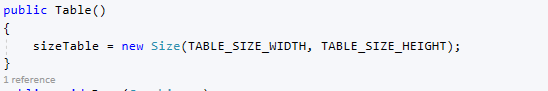 public Table()
{
sizeTable = new Size(TABLE_SIZE_WIDTH, TABLE_SIZE_HEIGHT);
}
1 reference